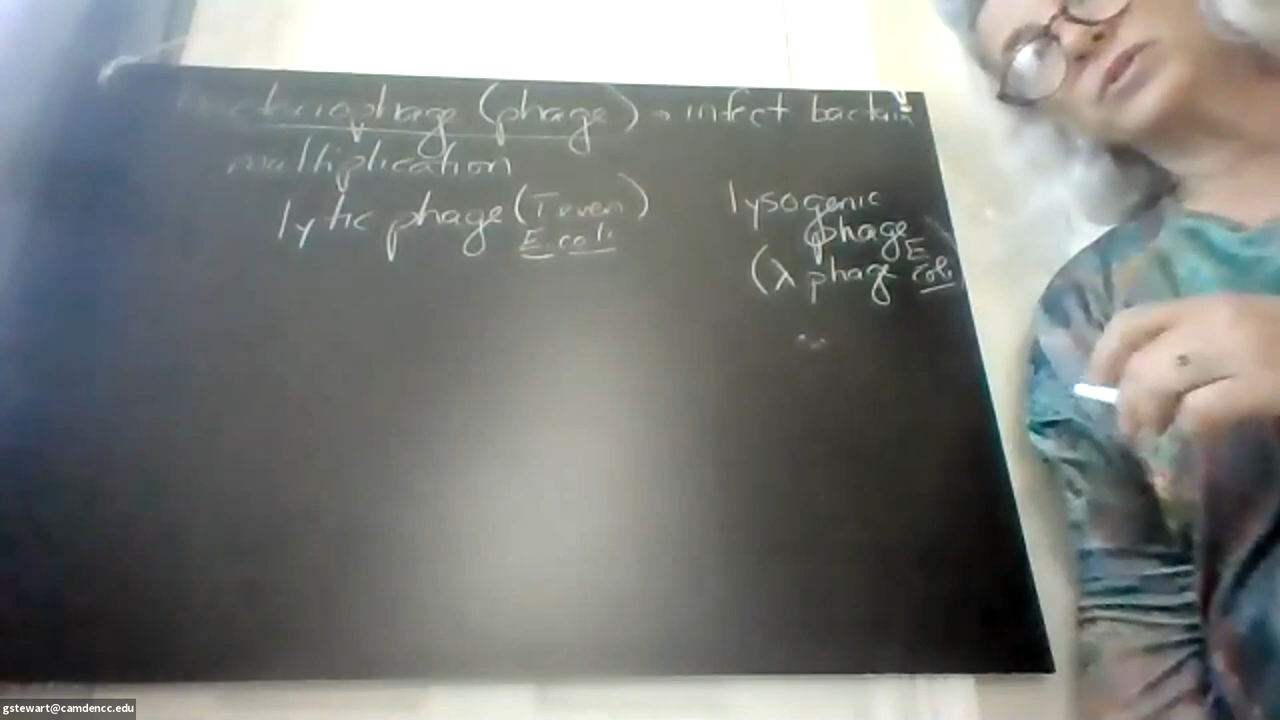 bacteriophage (phage) → infect bacteria
multiplication
lytic phage (T even)
E. coli
lysogenic
phage
(λ phage E
coli)
gstewart@camdencc.edu